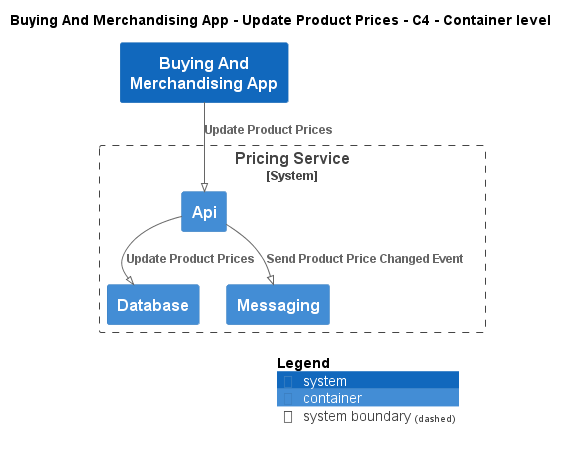 Buying And Merchandising App - Update Product Prices - C4 - Container level
Buying And
Merchandising App
Update Product Prices
Pricing Service
[System]
Api
Update Product Prices
Send Product Price Changed Event
Database
Messaging
Legend
system
container
system boundary (dashed)